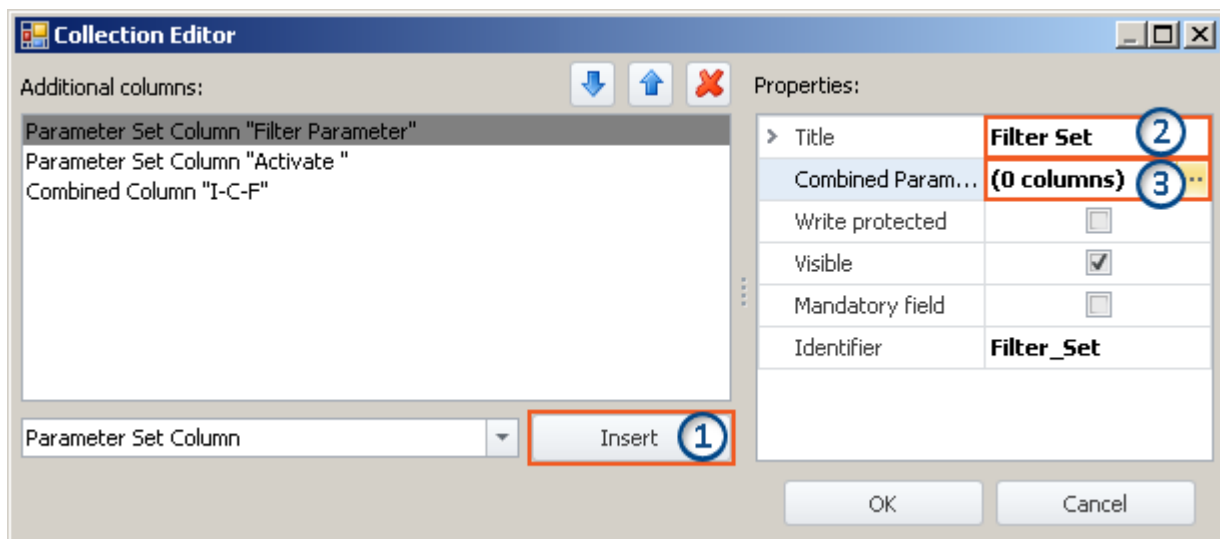 Collection Editor
Additional columns:
Properties:
Parameter Set Column "Filter Parameter"
Parameter Set Column "Activate "
Combined Column "I-C-F"
> Title Filter Set 2
Combined Param... (0 columns) 3 ..
Write protected
Visible
Mandatory field
Identifier Filter_Set
Parameter Set Column
Insert 1
OK Cancel